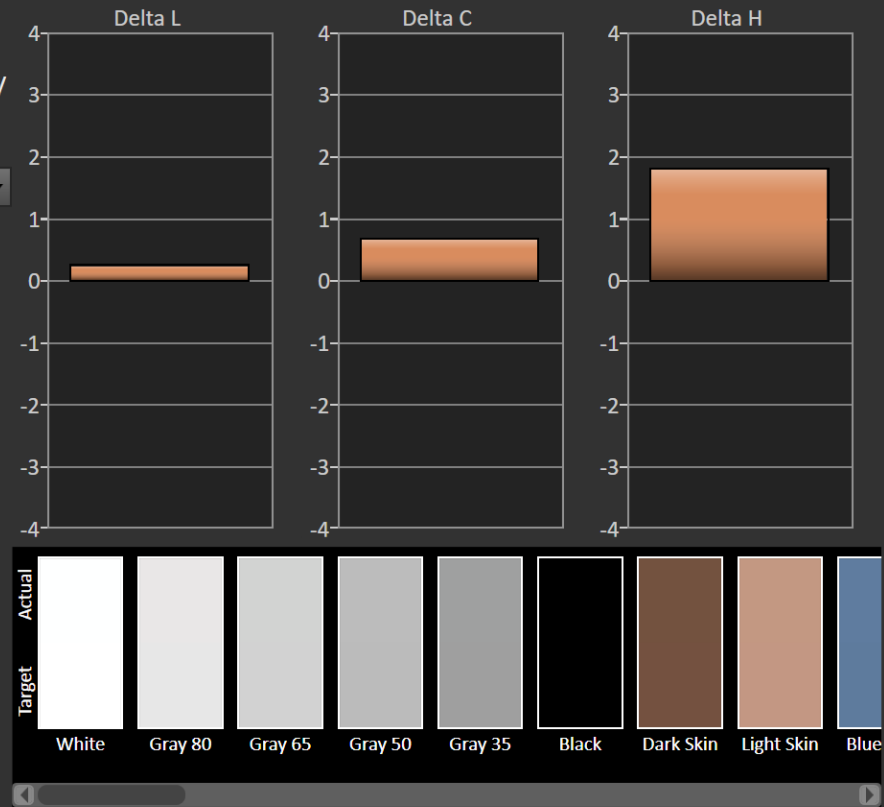 Delta L
Delta C
Delta H
4
3
2
1
0
-1
-2
-3
-4
4
3
2
1
0
-1
-2
-3
-4
4
3
2
1
0
-1
-2
-3
-4
Actual
Target
White
Gray 80
Gray 65
Gray 50
Gray 35
Black
Dark Skin
Light Skin
Blue